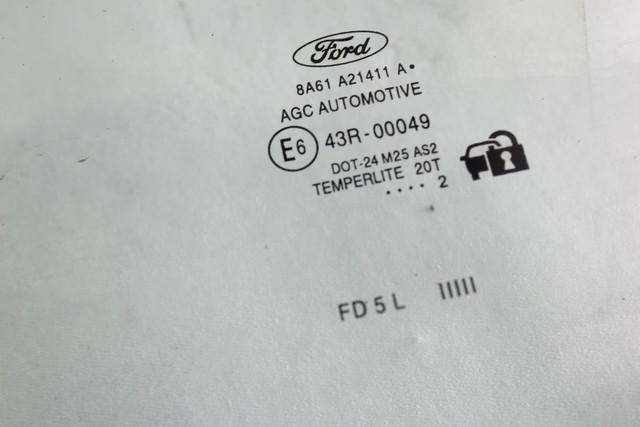 Ford
8A61 A21411 A•
AGC AUTOMOTIVE
E6 43R-00049
DOT-24 M25 AS2
TEMPERLITE 20T
.... 2
FD 5 L IIIII